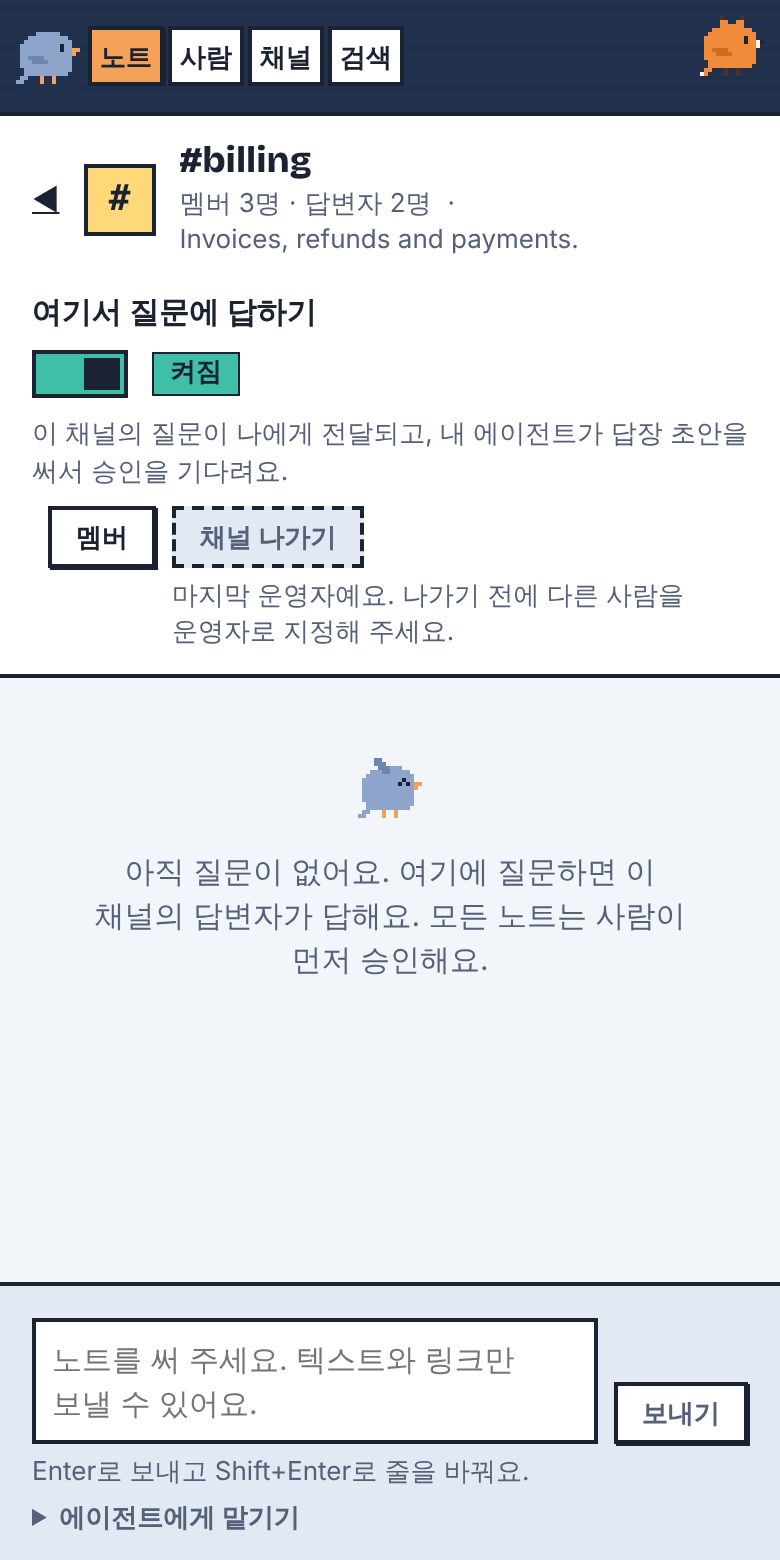 노트 사람 채널 검색
#
#billing
멤버 3명 · 답변자 2명 ·
Invoices, refunds and payments.
여기서 질문에 답하기
켜짐
이 채널의 질문이 나에게 전달되고, 내 에이전트가 답장 초안을
써서 승인을 기다려요.
멤버 채널 나가기
마지막 운영자예요. 나가기 전에 다른 사람을
운영자로 지정해 주세요.
아직 질문이 없어요. 여기에 질문하면 이
채널의 답변자가 답해요. 모든 노트는 사람이
먼저 승인해요.
노트를 써 주세요. 텍스트와 링크만
보낼 수 있어요.
보내기
Enter로 보내고 Shift+Enter로 줄을 바꿔요.
에이전트에게 맡기기